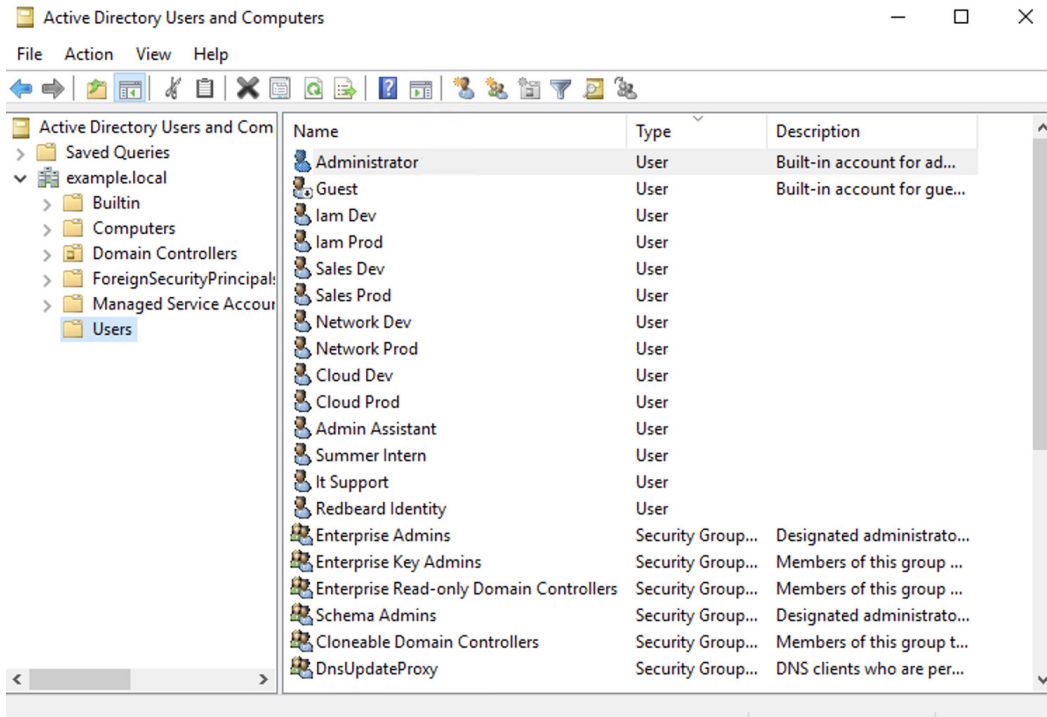 Active Directory Users and Computers
File Action View Help
Active Directory Users and Com
Saved Queries
example.local
Builtin
Computers
Domain Controllers
ForeignSecurityPrincipal:
Managed Service Accour
Users
Name Type Description
Administrator User Built-in account for ad...
Guest User Built-in account for gue...
Iam Dev User
Iam Prod User
Sales Dev User
Sales Prod User
Network Dev User
Network Prod User
Cloud Dev User
Cloud Prod User
Admin Assistant User
Summer Intern User
It Support User
Redbeard Identity User
Enterprise Admins Security Group... Designated administrato...
Enterprise Key Admins Security Group... Members of this group ...
Enterprise Read-only Domain Controllers Security Group... Members of this group ...
Schema Admins Security Group... Designated administrato...
Cloneable Domain Controllers Security Group... Members of this group t...
DnsUpdateProxy Security Group... DNS clients who are per...